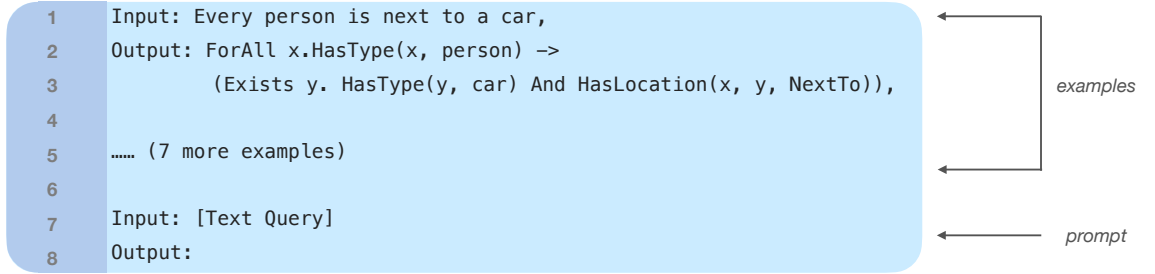 1 Input: Every person is next to a car,
2 Output: ForAll x.HasType(x, person) –>
3 (Exists y. HasType(y, car) And HasLocation(x, y, NextTo)),
examples
4
5 …… (7 more examples)
6
7 Input: [Text Query]
prompt
8 Output: